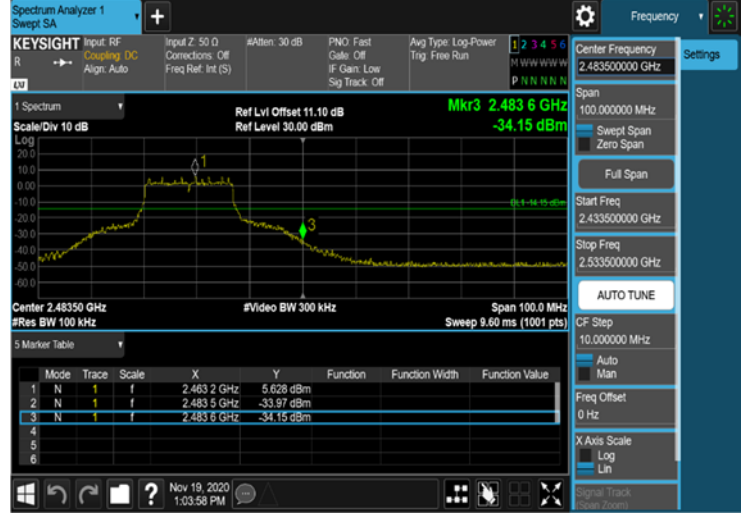 Spectrum Analyzer 1
Swept SA
Frequency
KEYSIGHT
R
Input: RF
Coupling: DC
Align: Auto
Input Z: 50 Ω
Corrections: Off
Freq Ref: Int (S)
#Atten: 30 dB
PNO: Fast
Gate: Off
IF Gain: Low
Sig Track: Off
Avg Type: Log-Power
Trig: Free Run
1 2 3 4 5 6
M W W W W W
P N N N N N
1 Spectrum
Scale/Div 10 dB
Ref Lvl Offset 11.10 dB
Ref Level 30.00 dBm
Mkr3 2.483 6 GHz
-34.15 dBm
Log
20.0
10.0
0.00
-10.0
-20.0
-30.0
-40.0
-50.0
-60.0
1
DL1 -14.15 dBm
3
Center 2.48350 GHz
#Res BW 100 kHz
#Video BW 300 kHz
Span 100.0 MHz
Sweep 9.60 ms (1001 pts)
5 Marker Table
Mode Trace Scale X Y Function Function Width Function Value
1 N 1 f 2.463 2 GHz 5.628 dBm
2 N 1 f 2.483 5 GHz -33.97 dBm
3 N 1 f 2.483 6 GHz -34.15 dBm
4
5
6
Nov 19, 2020
1:03:58 PM
Center Frequency
2.483500000 GHz
Settings
Span
100.000000 MHz
Swept Span
Zero Span
Full Span
Start Freq
2.433500000 GHz
Stop Freq
2.533500000 GHz
AUTO TUNE
CF Step
10.000000 MHz
Auto
Man
Freq Offset
0 Hz
X Axis Scale
Log
Lin
Signal Track
(Span Zoom)